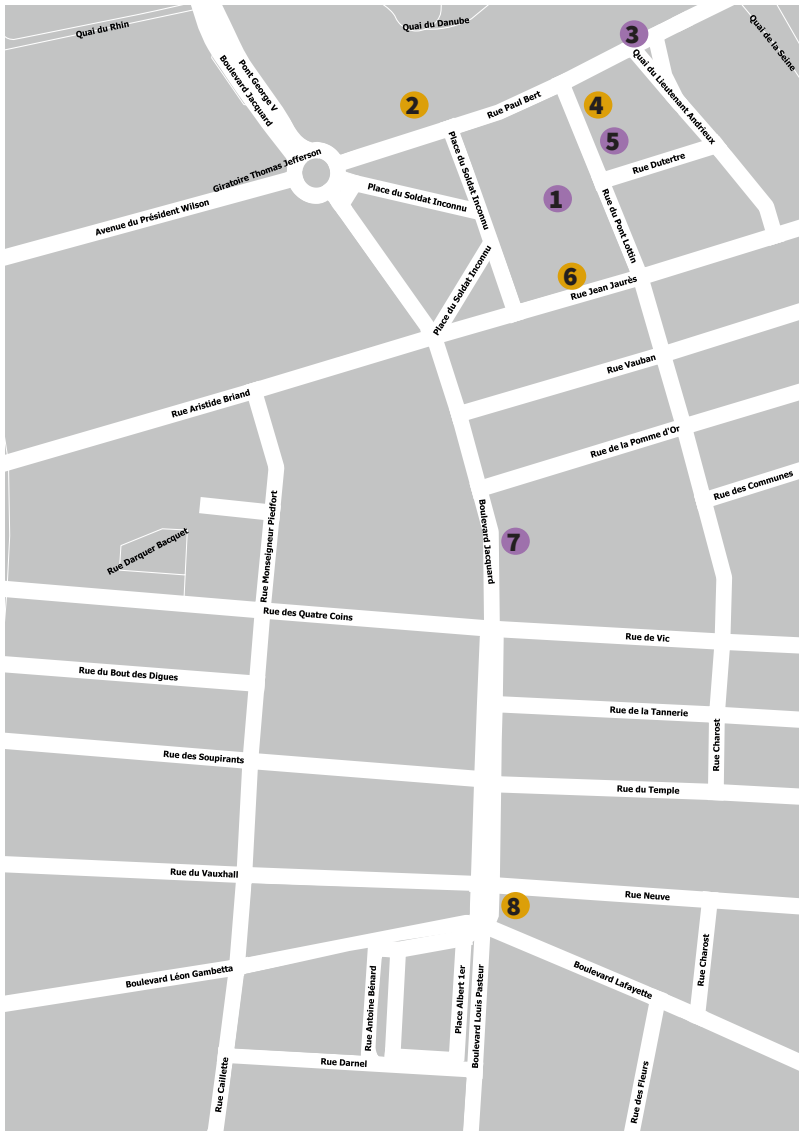 Quai du Rhin
Quai du Danube
Quai de la Seine
3
Pont George V
Boulevard Jacquard
2
Rue Paul Bert
4
Quai du Lieutenant Andrieux
5
Place du Soldat Inconnu
Rue Dutertre
Giratoire Thomas Jefferson
Place du Soldat Inconnu
1
Rue du Pont Lottin
Avenue du Président Wilson
Place du Soldat Inconnu
6
Rue Jean Jaurès
Rue Vauban
Rue Aristide Briand
Rue de la Pomme d'Or
Rue des Communes
Rue Monseigneur Piedfort
Boulevard Jacquard
7
Rue Darquer Bacquet
Rue des Quatre Coins
Rue de Vic
Rue du Bout des Digues
Rue de la Tannerie
Rue Charost
Rue des Soupirants
Rue du Temple
Rue du Vauxhall
Rue Neuve
8
Rue Charost
Boulevard Léon Gambetta
Boulevard Lafayette
Rue Antoine Bénard
Place Albert 1er
Boulevard Louis Pasteur
Rue Darnel
Rue Caillette
Rue des Fleurs